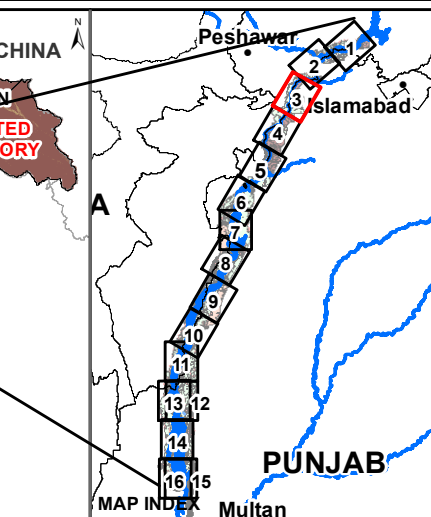 CHINA
N
Peshawar
1
2
N
3
Islamabad
TED
ORY
4
5
A
6
7
8
9
10
11
13 12
14
PUNJAB
16 15
MAP INDEX
Multan